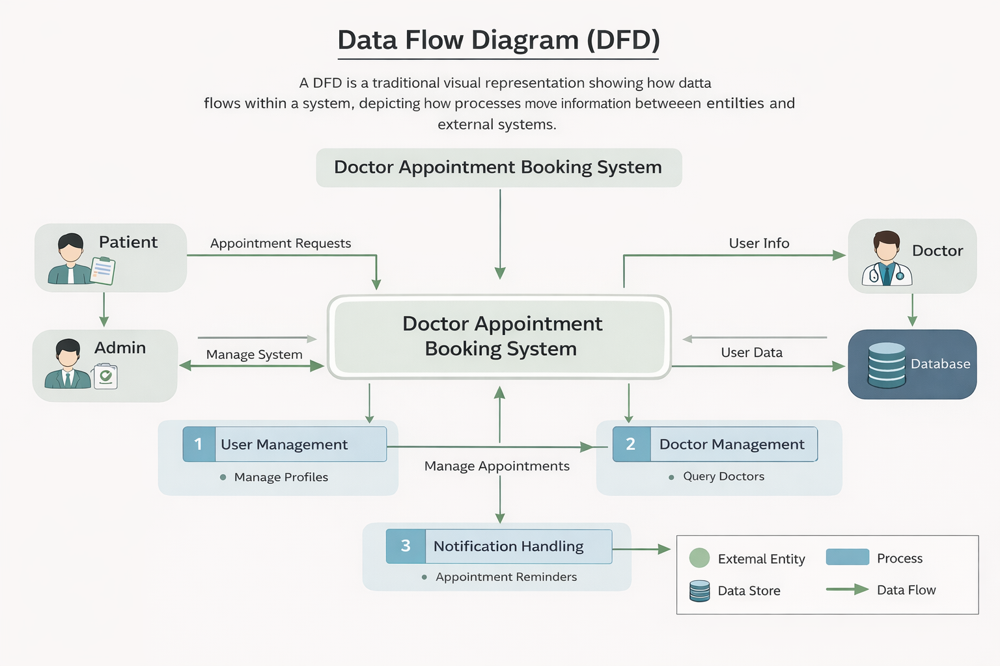 Data Flow Diagram (DFD)
A DFD is a traditional visual representation showing how datta
flows within a system, depicting how processes move information betweeen entilties and
external systems.
Doctor Appointment Booking System
Patient
Appointment Requests
User Info
Doctor
Doctor Appointment
Booking System
Admin
Manage System
User Data
Database
1 User Management
• Manage Profiles
Manage Appointments
2 Doctor Management
• Query Doctors
3 Notification Handling
• Appointment Reminders
Extemal Entity
Process
Data Store
Data Flow